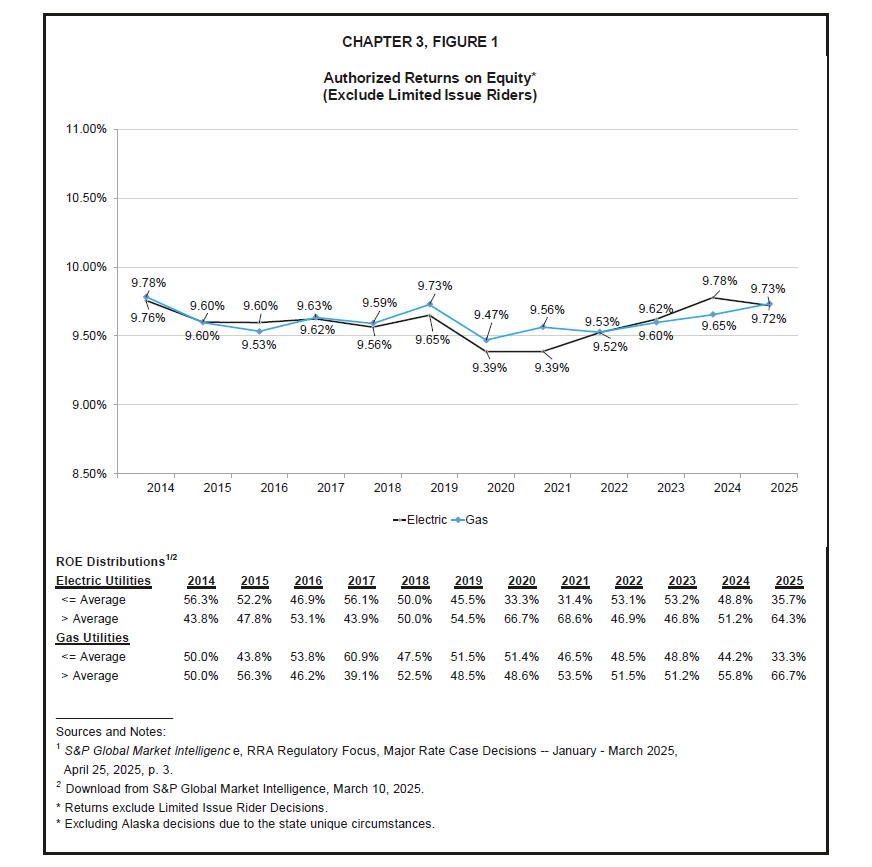 CHAPTER 3, FIGURE 1
Authorized Returns on Equity*
(Exclude Limited Issue Riders)
11.00%
10.50%
10.00%
9.50%
9.00%
8.50%
9.78%
9.76%
9.60%
9.60%
9.60%
9.53%
9.63%
9.62%
9.59%
9.56%
9.73%
9.65%
9.47%
9.39%
9.56%
9.39%
9.53%
9.52%
9.62%
9.60%
9.78%
9.65%
9.73%
9.72%
2014 2015 2016 2017 2018 2019 2020 2021 2022 2023 2024 2025
Electric Gas
ROE Distributions1/2
Electric Utilities 2014 2015 2016 2017 2018 2019 2020 2021 2022 2023 2024 2025
<= Average 56.3% 52.2% 46.9% 56.1% 50.0% 45.5% 33.3% 31.4% 53.1% 53.2% 48.8% 35.7%
> Average 43.8% 47.8% 53.1% 43.9% 50.0% 54.5% 66.7% 68.6% 46.9% 46.8% 51.2% 64.3%
Gas Utilities
<= Average 50.0% 43.8% 53.8% 60.9% 47.5% 51.5% 51.4% 46.5% 48.5% 48.8% 44.2% 33.3%
> Average 50.0% 56.3% 46.2% 39.1% 52.5% 48.5% 48.6% 53.5% 51.5% 51.2% 55.8% 66.7%
Sources and Notes:
1 S&P Global Market Intelligenc e, RRA Regulatory Focus, Major Rate Case Decisions -- January - March 2025,
April 25, 2025, p. 3.
2 Download from S&P Global Market Intelligence, March 10, 2025.
* Returns exclude Limited Issue Rider Decisions.
* Excluding Alaska decisions due to the state unique circumstances.